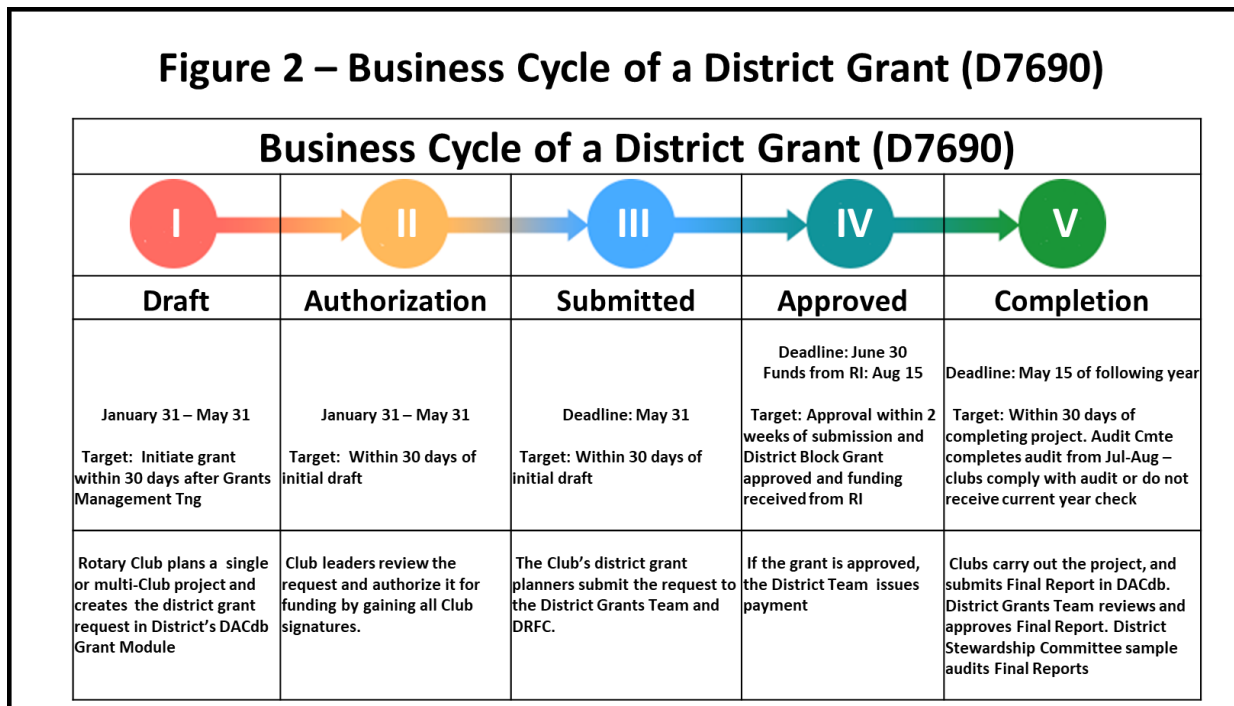 Figure 2 – Business Cycle of a District Grant (D7690)
Business Cycle of a District Grant (D7690)
I
II
III
IV
V
Draft
Authorization
Submitted
Approved
Completion
January 31 – May 31
Target: Initiate grant
within 30 days after Grants
Management Tng
January 31 – May 31
Target: Within 30 days of
initial draft
Deadline: May 31
Target: Within 30 days of
initial draft
Deadline: June 30
Funds from RI: Aug 15
Target: Approval within 2
weeks of submission and
District Block Grant
approved and funding
received from RI
Deadline: May 15 of following year
Target: Within 30 days of
completing project. Audit Cmte
completes audit from Jul-Aug –
clubs comply with audit or do not
receive current year check
Rotary Club plans a single
or multi-Club project and
creates the district grant
request in District's DACdb
Grant Module
Club leaders review the
request and authorize it for
funding by gaining all Club
signatures.
The Club's district grant
planners submit the request to
the District Grants Team and
DRFC.
If the grant is approved,
the District Team issues
payment
Clubs carry out the project, and
submits Final Report in DACdb.
District Grants Team reviews and
approves Final Report. District
Stewardship Committee sample
audits Final Reports